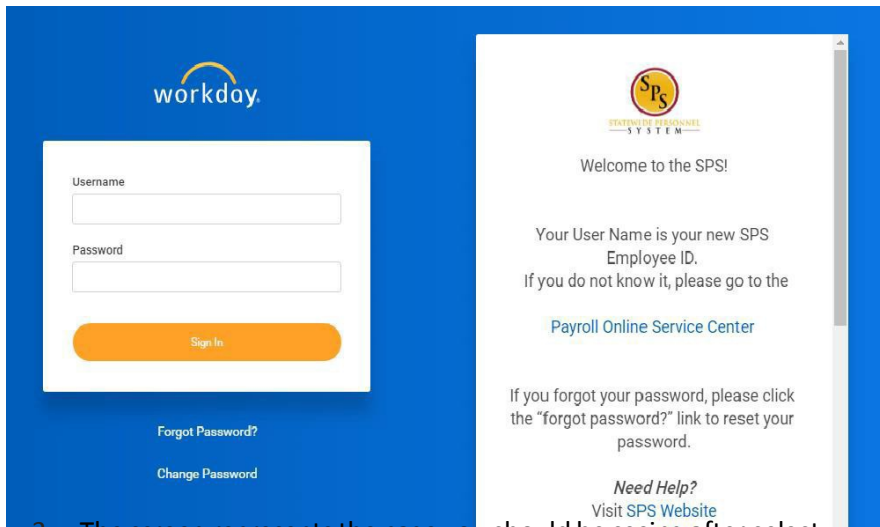 workday.
Username
Password
Sign In
Forgot Password?
Change Password
SPS
STATEWIDE PERSONNEL
SYSTEM
Welcome to the SPS!
Your User Name is your new SPS
Employee ID.
If you do not know it, please go to the
Payroll Online Service Center
If you forgot your password, please click
the “forgot password?” link to reset your
password.
Need Help?
Visit SPS Website